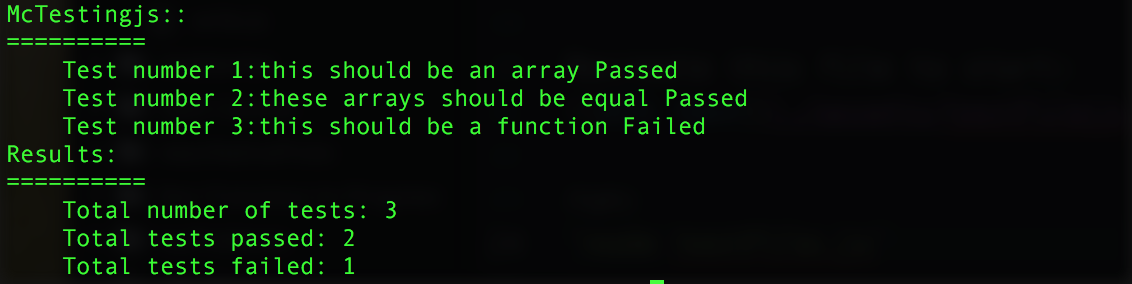 McTestingjs::
==========
    Test number 1:this should be an array Passed
    Test number 2:these arrays should be equal Passed
    Test number 3:this should be a function Failed
Results:
==========
    Total number of tests: 3
    Total tests passed: 2
    Total tests failed: 1